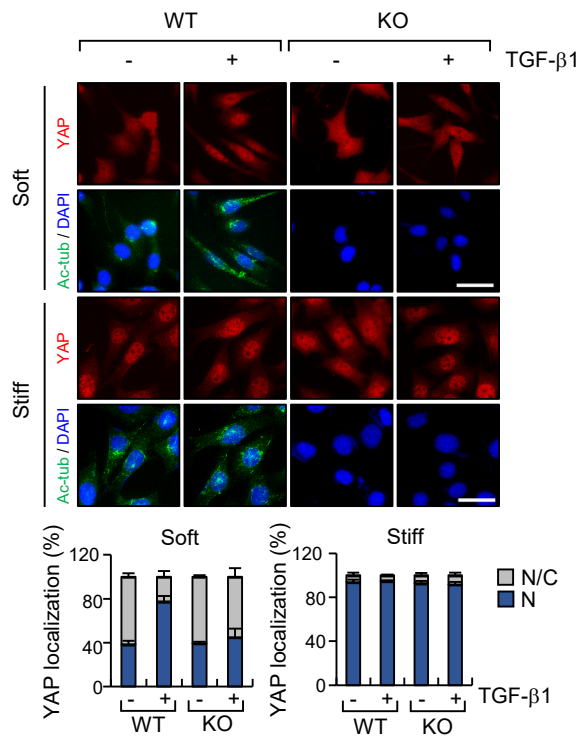 WT KO
- + - + TGF-β1
Soft
YAP
Ac-tub / DAPI
Stiff
YAP
Ac-tub / DAPI
Soft Stiff
YAP localization (%)
120
80
40
0
- + - +
WT KO
YAP localization (%)
120
80
40
0
- + - + TGF-β1
WT KO
N/C
N